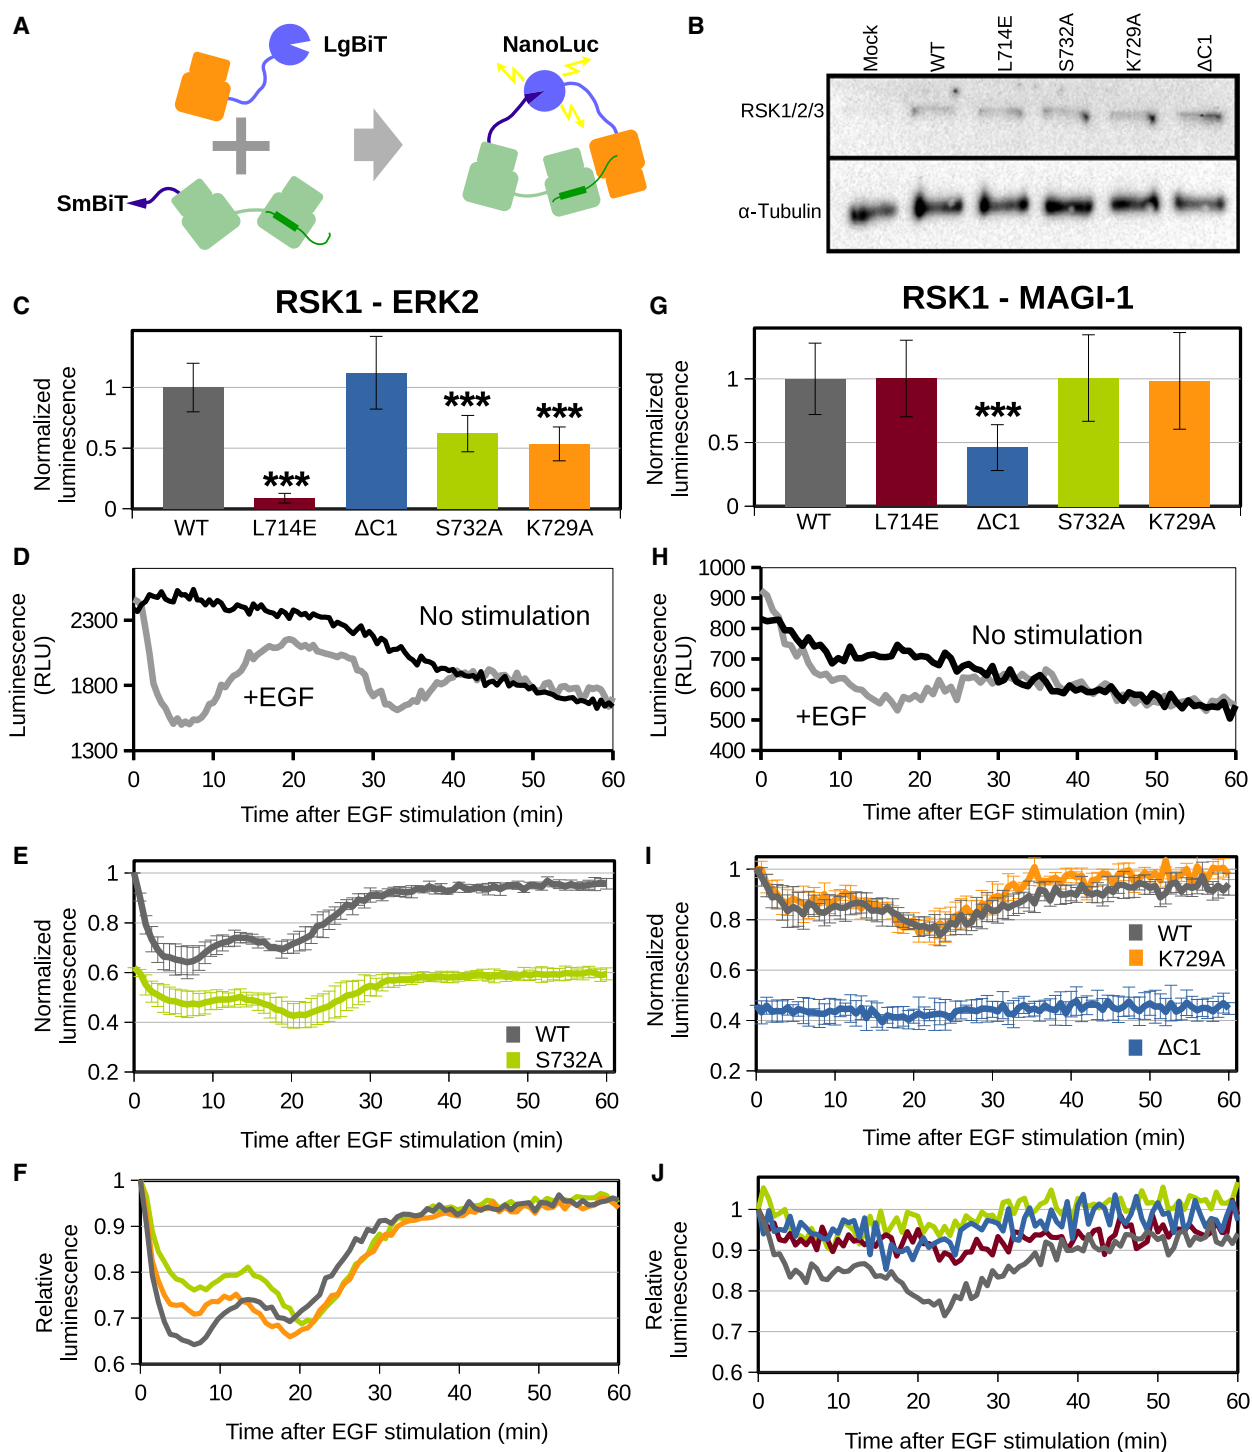 A
LgBiT
NanoLuc
SmBiT
B
Mock
WT
L714E
S732A
K729A
ΔC1
RSK1/2/3
α-Tubulin
C
RSK1 - ERK2
Normalized
luminescence
1
0.5
0
***
***
***
WT
L714E
ΔC1
S732A
K729A
D
Luminescence
(RLU)
2300
1800
1300
No stimulation
+EGF
0
10
20
30
40
50
60
Time after EGF stimulation (min)
E
Normalized
luminescence
1
0.8
0.6
0.4
0.2
WT
S732A
0
10
20
30
40
50
60
Time after EGF stimulation (min)
F
Relative
luminescence
1
0.9
0.8
0.7
0.6
0
10
20
30
40
50
60
Time after EGF stimulation (min)
G
RSK1 - MAGI-1
Normalized
luminescence
1
0.5
0
***
WT
L714E
ΔC1
S732A
K729A
H
Luminescence
(RLU)
1000
900
800
700
600
500
400
No stimulation
+EGF
0
10
20
30
40
50
60
Time after EGF stimulation (min)
I
Normalized
luminescence
1
0.8
0.6
0.4
0.2
WT
K729A
ΔC1
0
10
20
30
40
50
60
Time after EGF stimulation (min)
J
Relative
luminescence
1
0.9
0.8
0.7
0.6
0
10
20
30
40
50
60
Time after EGF stimulation (min)